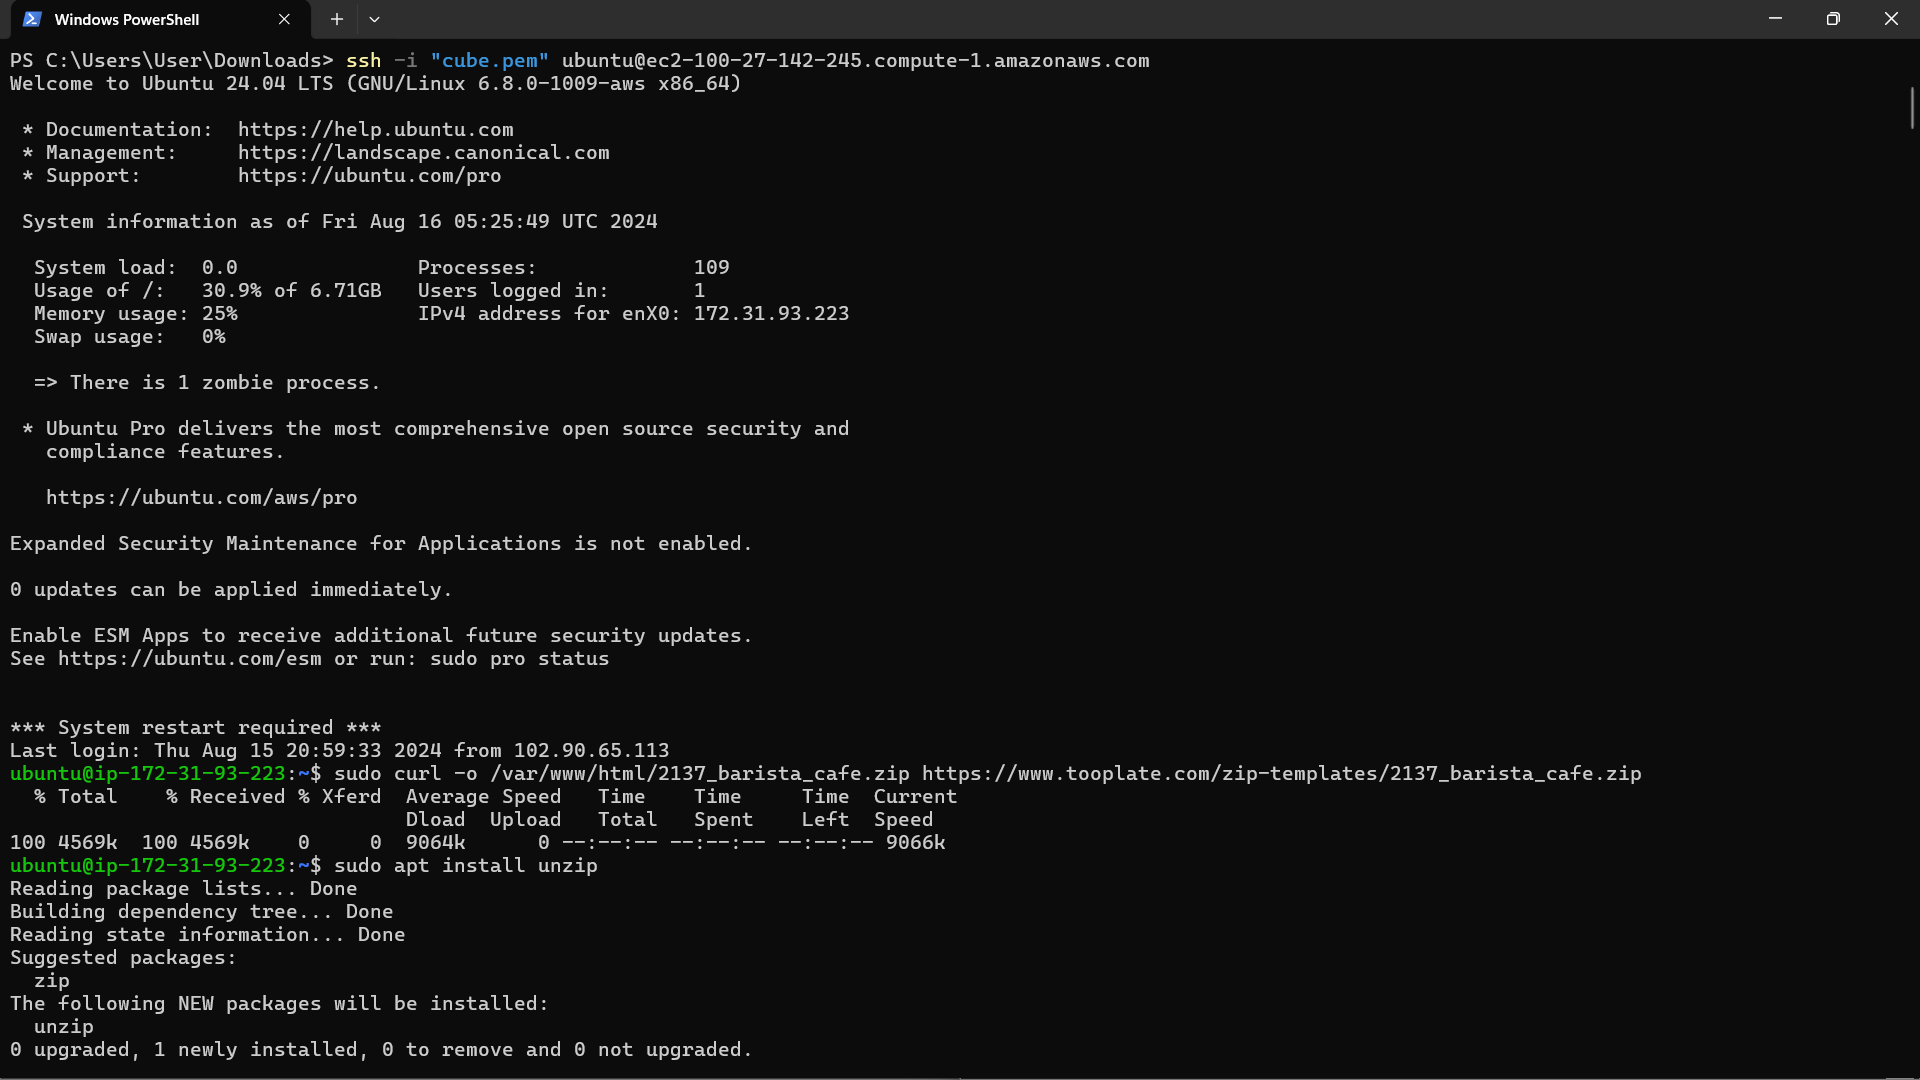 Windows PowerShell
PS C:\Users\User\Downloads> ssh -i "cube.pem" ubuntu@ec2-100-27-142-245.compute-1.amazonaws.com
Welcome to Ubuntu 24.04 LTS (GNU/Linux 6.8.0-1009-aws x86_64)

 * Documentation:  https://help.ubuntu.com
 * Management:     https://landscape.canonical.com
 * Support:        https://ubuntu.com/pro

 System information as of Fri Aug 16 05:25:49 UTC 2024

  System load:  0.0               Processes:             109
  Usage of /:   30.9% of 6.71GB   Users logged in:       1
  Memory usage: 25%               IPv4 address for enX0: 172.31.93.223
  Swap usage:   0%

  => There is 1 zombie process.

 * Ubuntu Pro delivers the most comprehensive open source security and
   compliance features.

   https://ubuntu.com/aws/pro

Expanded Security Maintenance for Applications is not enabled.

0 updates can be applied immediately.

Enable ESM Apps to receive additional future security updates.
See https://ubuntu.com/esm or run: sudo pro status


*** System restart required ***
Last login: Thu Aug 15 20:59:33 2024 from 102.90.65.113
ubuntu@ip-172-31-93-223:~$ sudo curl -o /var/www/html/2137_barista_cafe.zip https://www.tooplate.com/zip-templates/2137_barista_cafe.zip
  % Total    % Received % Xferd  Average Speed   Time    Time     Time  Current
                                 Dload  Upload   Total   Spent    Left  Speed
100 4569k  100 4569k    0     0  9064k      0 --:--:-- --:--:-- --:--:-- 9066k
ubuntu@ip-172-31-93-223:~$ sudo apt install unzip
Reading package lists... Done
Building dependency tree... Done
Reading state information... Done
Suggested packages:
  zip
The following NEW packages will be installed:
  unzip
0 upgraded, 1 newly installed, 0 to remove and 0 not upgraded.